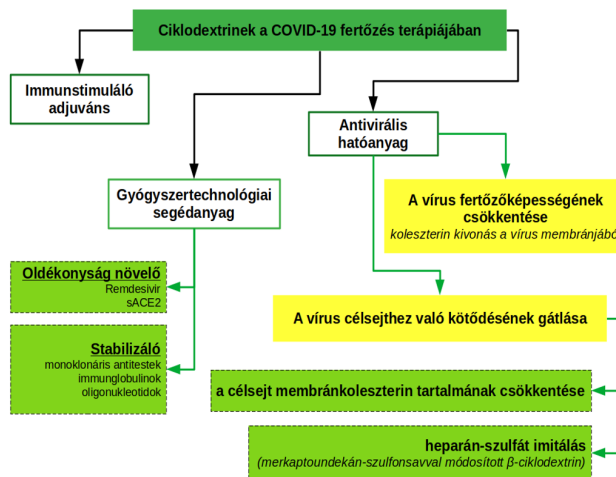 Ciklodextrinek a COVID-19 fertőzés terápiájában
Immunstimuláló
adjuváns
Antivirális
hatóanyag
Gyógyszertechnológiai
segédanyag
A vírus fertőzőképességének
csökkentése
koleszterin kivonás a vírus membránjából
Oldékonyság növelő
Remdesivir
sACE2
A vírus célsejthez való kötődésének gátlása
Stabilizáló
monoklonáris antitestek
immunglobulinok
oligonukleotidok
a célsejt membránkoleszterin tartalmának csökkentése
heparán-szulfát imitálás
(merkaptoundekán-szulfonsavval módosított β-ciklodextrin)